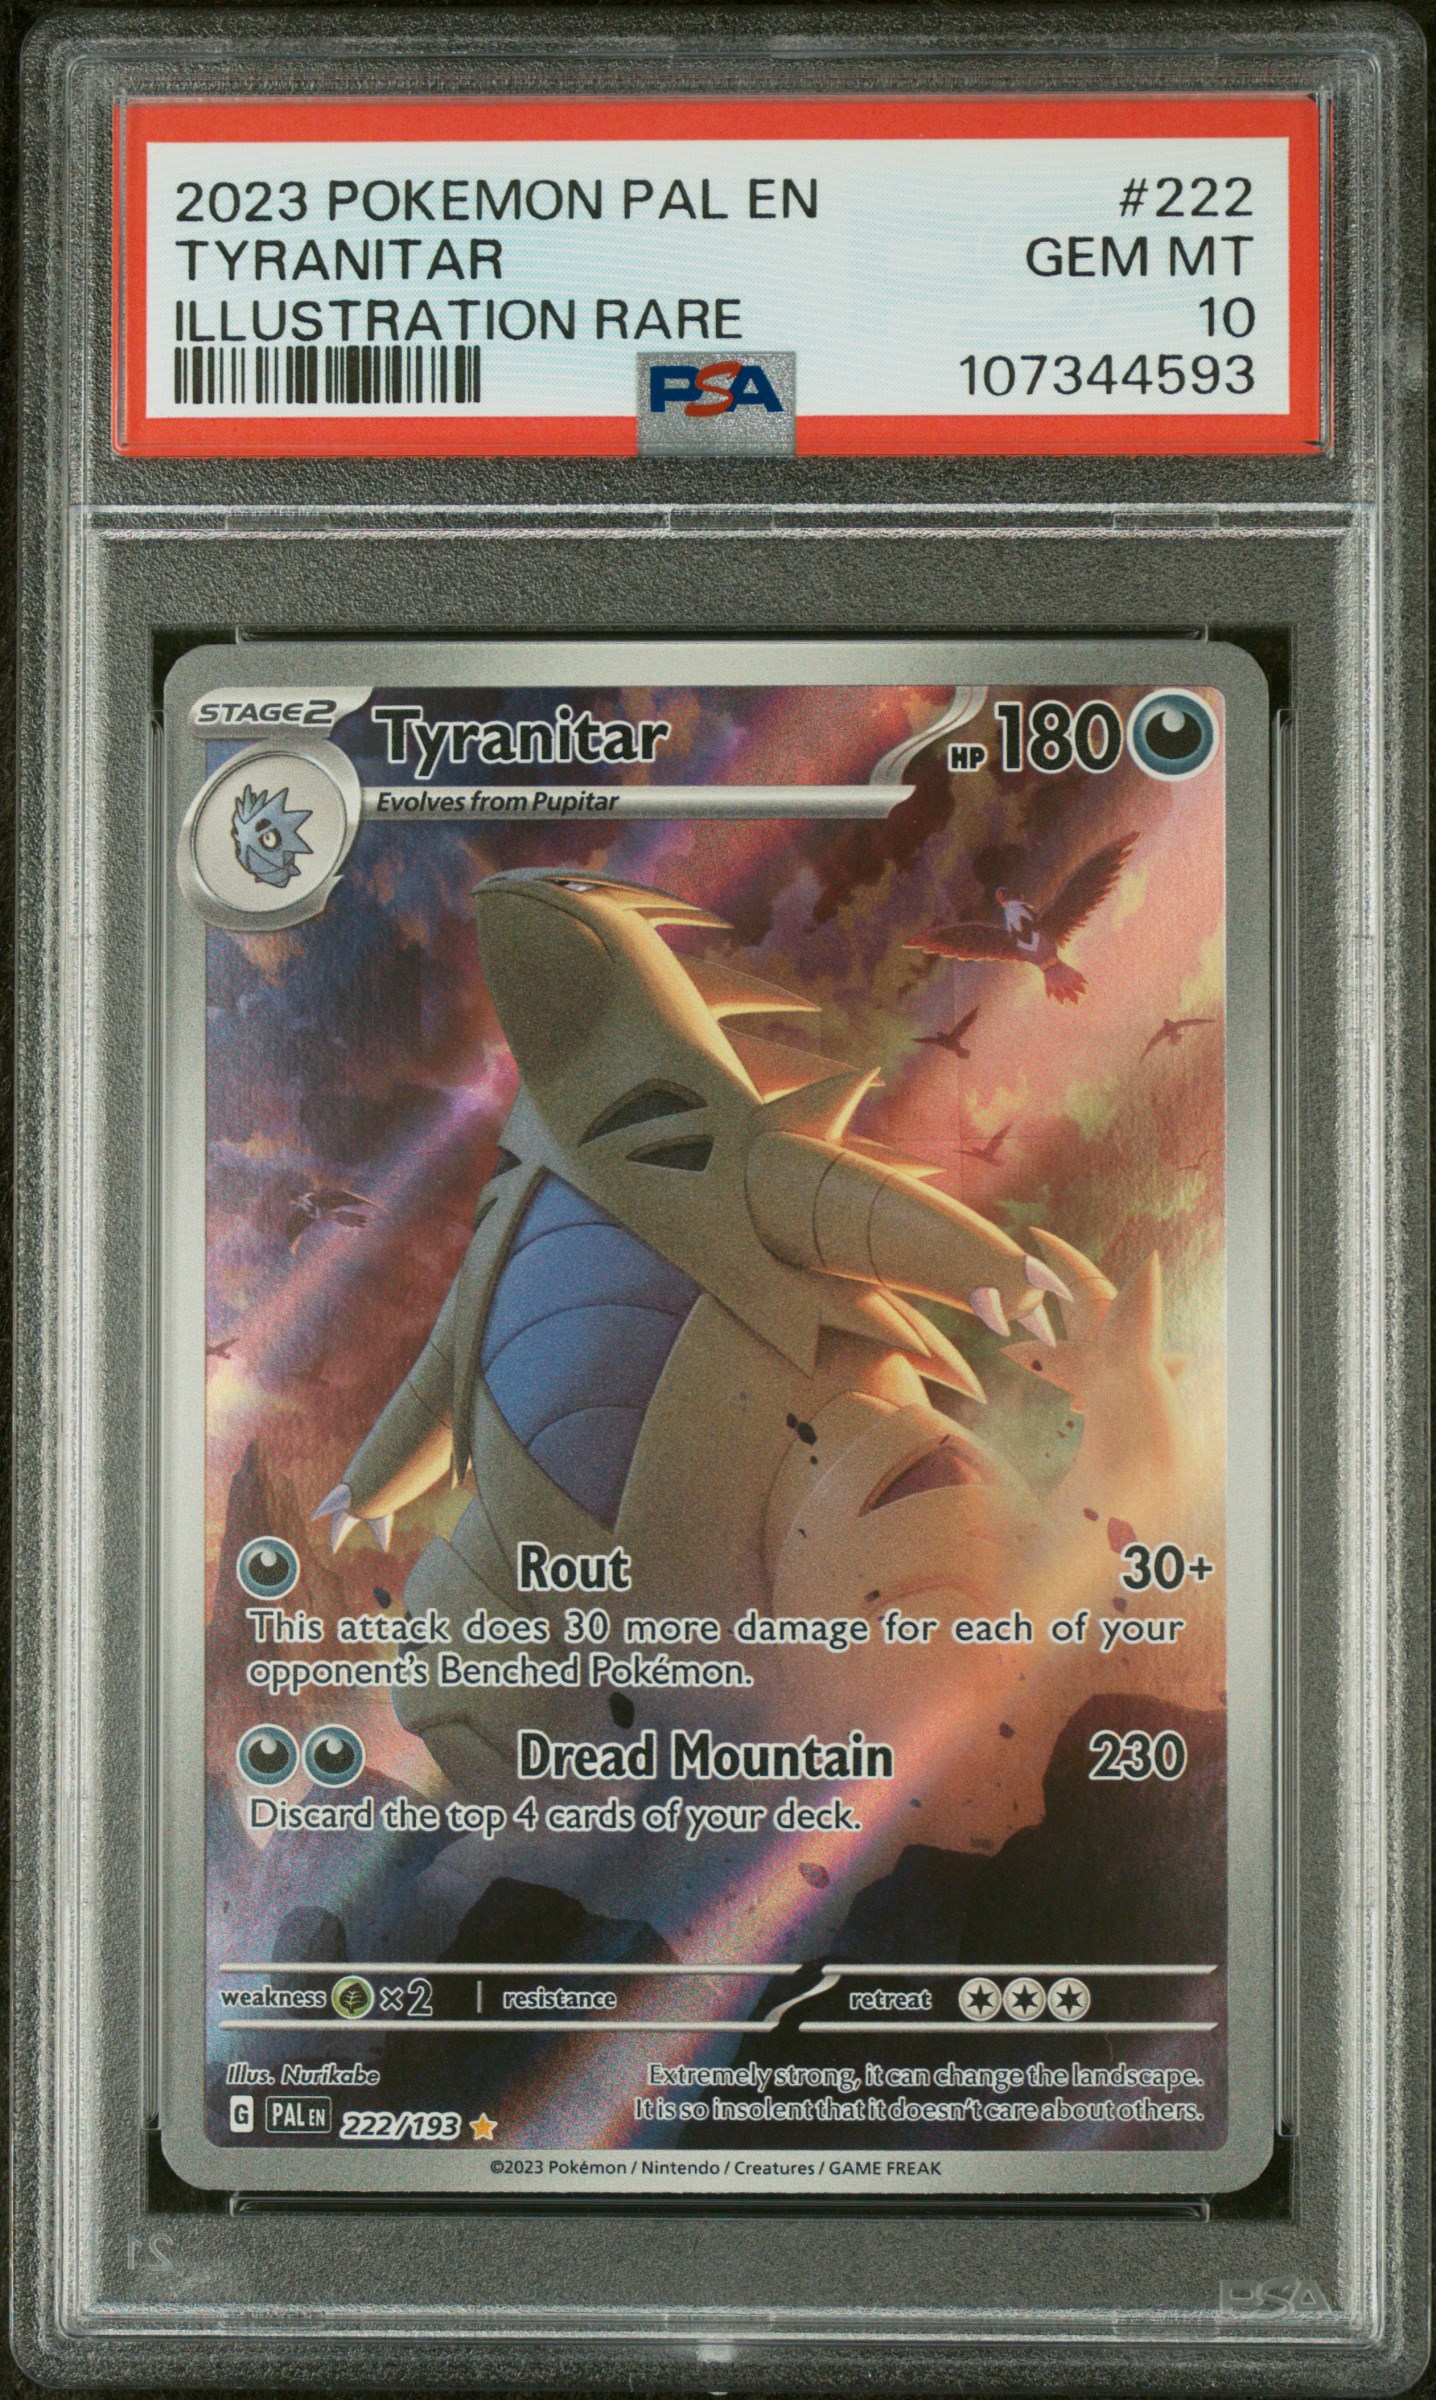 2023 POKEMON PAL EN #222
TYRANITAR GEM MT
ILLUSTRATION RARE 10
PSA 107344593
STAGE2 Tyranitar HP 180
Evolves from Pupitar
Rout 30+
This attack does 30 more damage for each of your
opponent's Benched Pokémon.
Dread Mountain 230
Discard the top 4 cards of your deck.
weakness ×2 resistance retreat
Illus. Nurikabe
Extremely strong, it can change the landscape.
It is so insolent that it doesn't care about others.
G PAL EN 222/193
©2023 Pokémon / Nintendo / Creatures / GAME FREAK
21
PSA